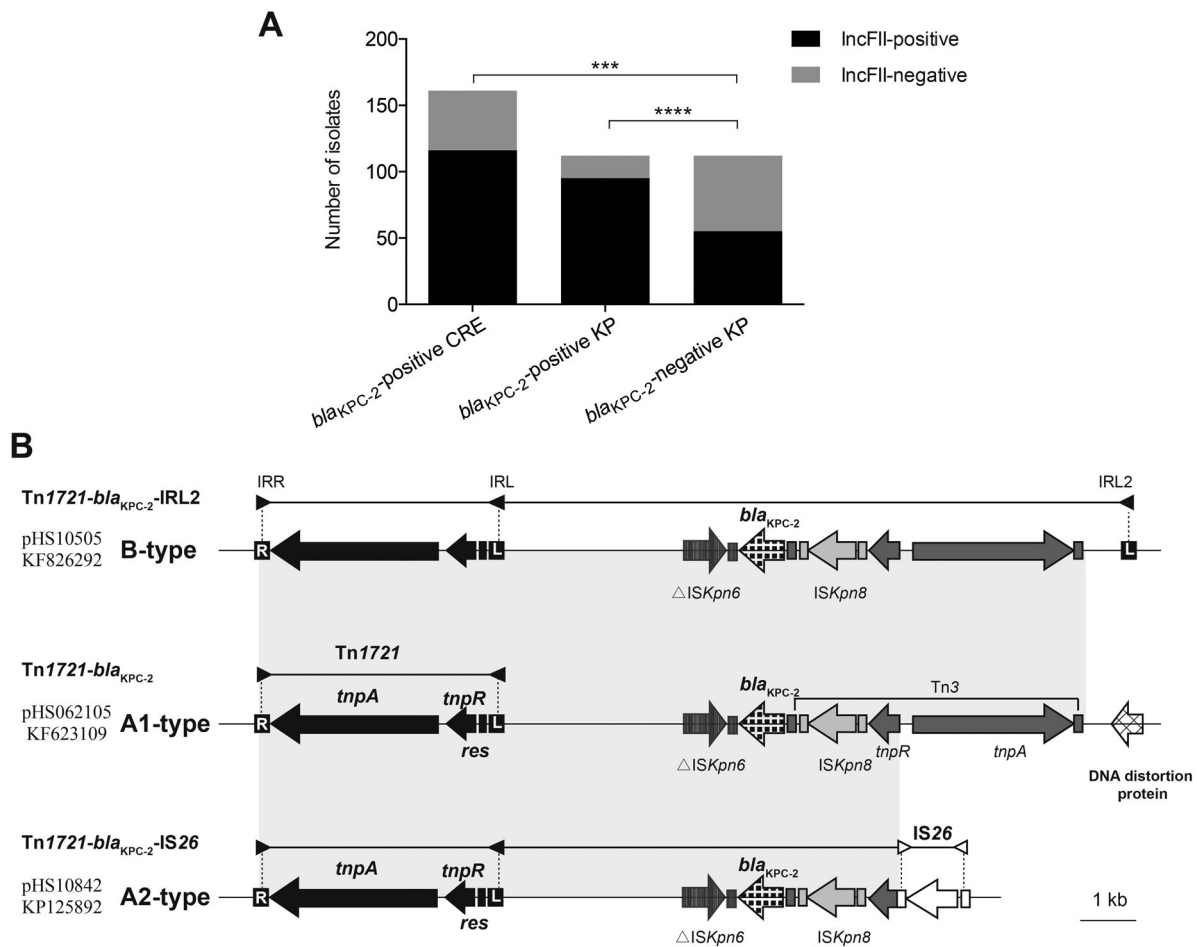 A
200
150
100
50
0
Number of isolates
***
****
IncFII-positive
IncFII-negative
blaKPC-2-positive CRE
blaKPC-2-positive KP
blaKPC-2-negative KP
B
IRR
IRL
IRL2
Tn1721-blaKPC-2-IRL2
pHS10505
KF826292
B-type
R
L
blaKPC-2
L
△ISKpn6
ISKpn8
Tn1721-blaKPC-2
Tn1721
pHS062105
KF623109
A1-type
tnpA
tnpR
blaKPC-2
Tn3
R
L
res
△ISKpn6
ISKpn8
tnpR
tnpA
DNA distortion
protein
Tn1721-blaKPC-2-IS26
IS26
pHS10842
KP125892
A2-type
tnpA
tnpR
blaKPC-2
R
L
res
△ISKpn6
ISKpn8
1 kb